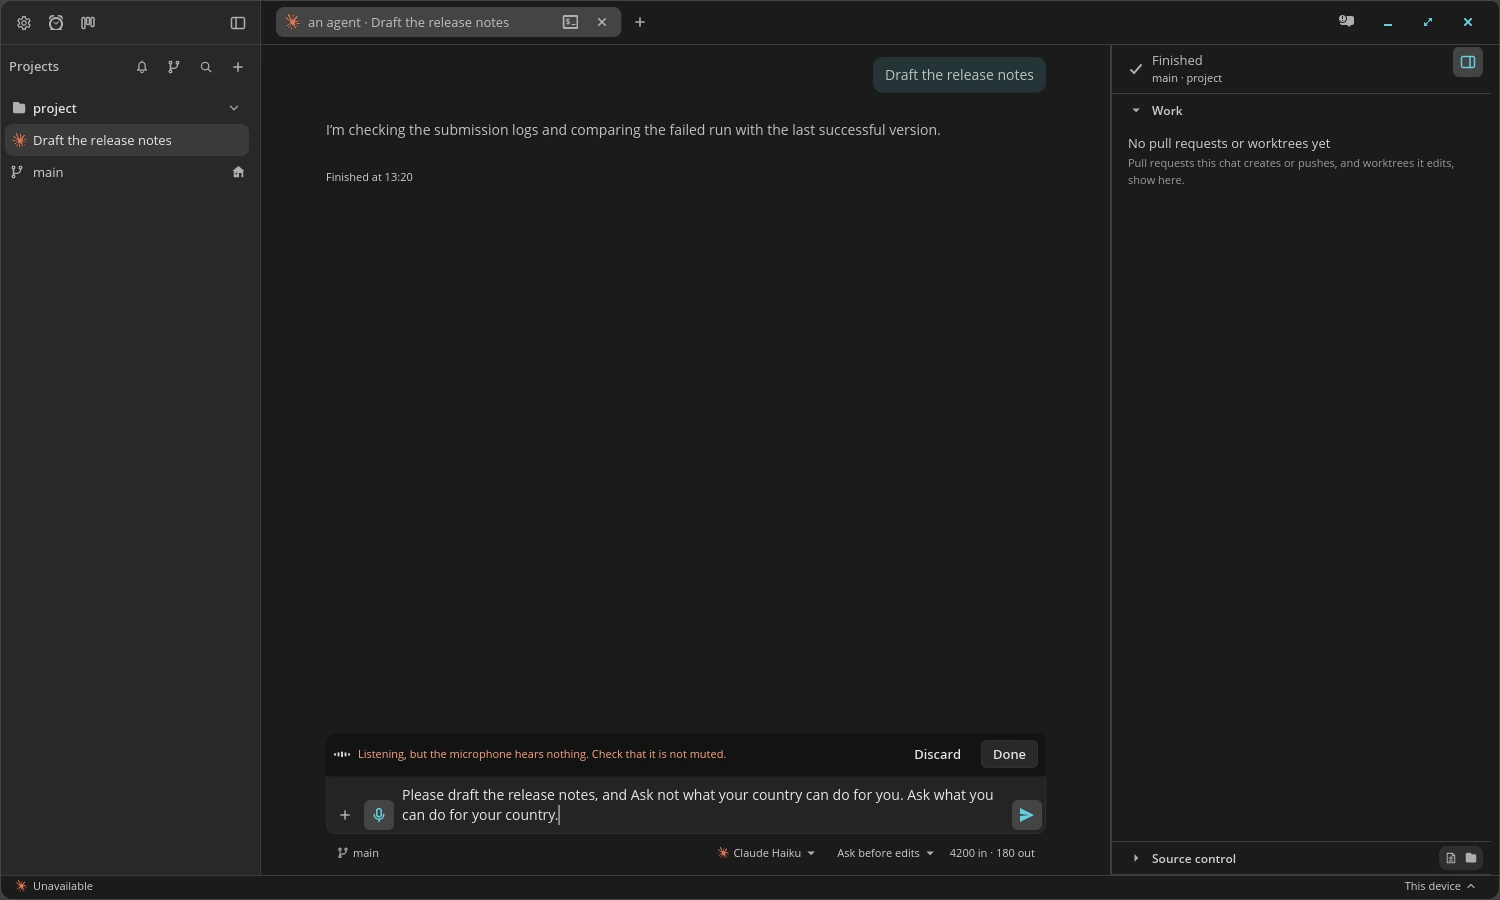 an agent · Draft the release notes
Projects
project
Draft the release notes
main
Draft the release notes
I'm checking the submission logs and comparing the failed run with the last successful version.
Finished at 13:20
Finished
main · project
Work
No pull requests or worktrees yet
Pull requests this chat creates or pushes, and worktrees it edits,
show here.
Listening, but the microphone hears nothing. Check that it is not muted.
Discard
Done
Please draft the release notes, and Ask not what your country can do for you. Ask what you
can do for your country.
main
Claude Haiku
Ask before edits
4200 in · 180 out
Source control
Unavailable
This device